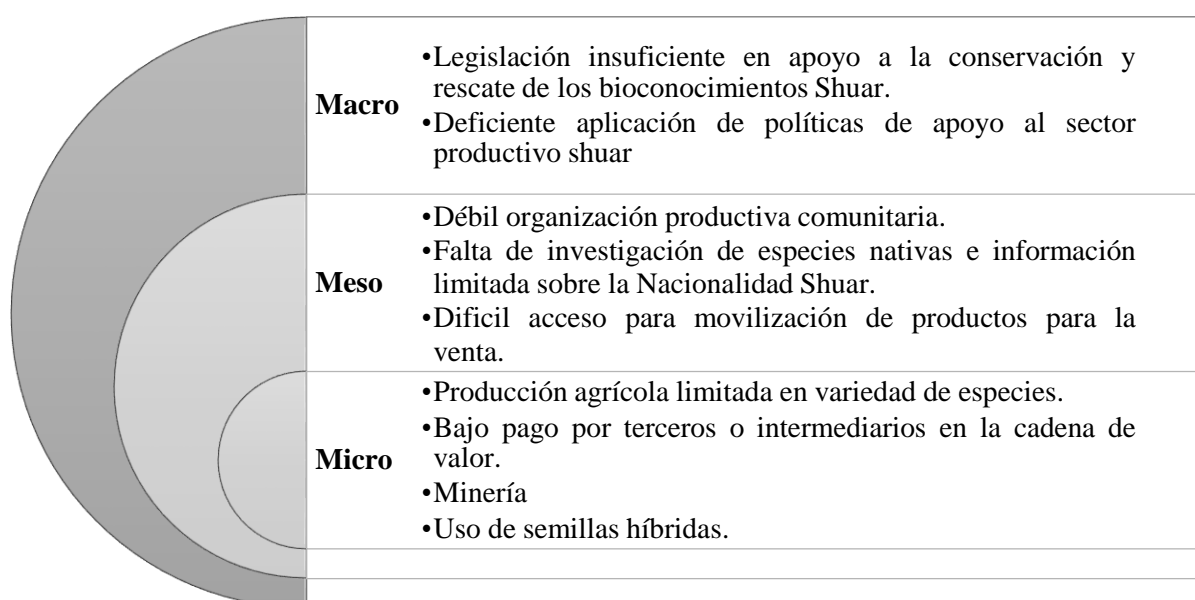 Macro
•Legislación insuficiente en apoyo a la conservación y
rescate de los bioconocimientos Shuar.
•Deficiente aplicación de políticas de apoyo al sector
productivo shuar
Meso
•Débil organización productiva comunitaria.
•Falta de investigación de especies nativas e información
limitada sobre la Nacionalidad Shuar.
•Dificil acceso para movilización de productos para la
venta.
Micro
•Producción agrícola limitada en variedad de especies.
•Bajo pago por terceros o intermediarios en la cadena de
valor.
•Minería
•Uso de semillas híbridas.